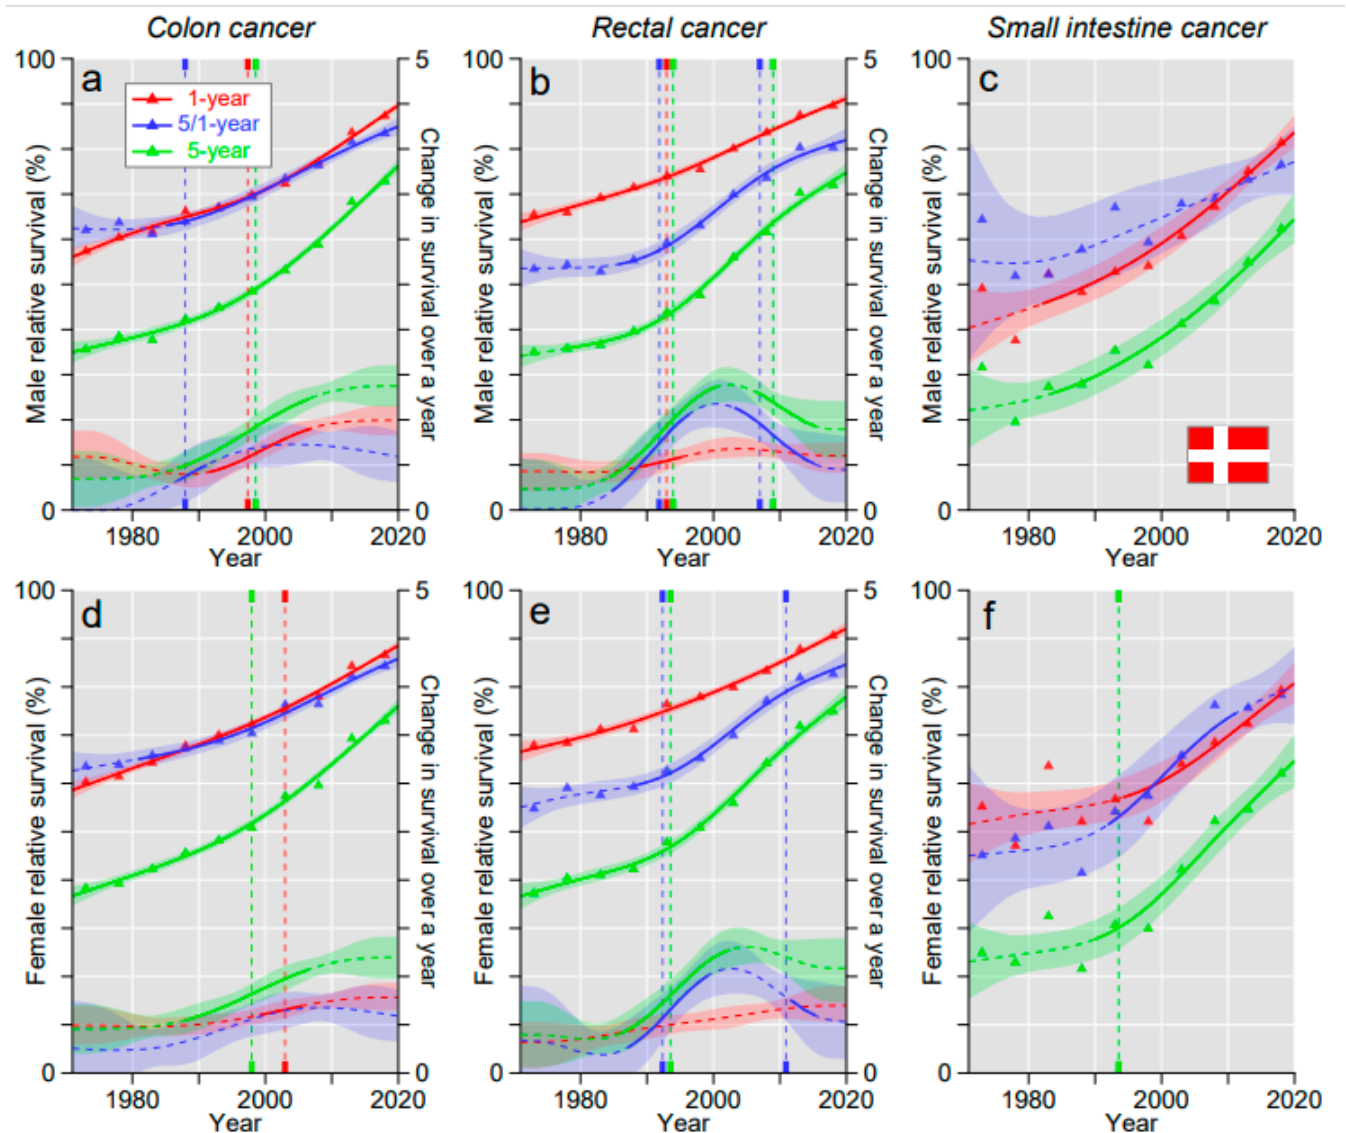 Colon cancer
Rectal cancer
Small intestine cancer
100
5
100
5
100
a
b
c
1-year
5/1-year
5-year
Male relative survival (%)
Change in survival over a year
Male relative survival (%)
Change in survival over a year
Male relative survival (%)
0
0
0
0
0
1980
2000
2020
1980
2000
2020
1980
2000
2020
Year
Year
Year
100
5
100
5
100
d
e
f
Female relative survival (%)
Change in survival over a year
Female relative survival (%)
Change in survival over a year
Female relative survival (%)
0
0
0
0
0
1980
2000
2020
1980
2000
2020
1980
2000
2020
Year
Year
Year